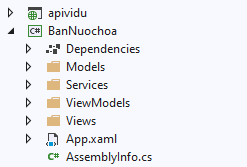 apividu
BanNuochoa
Dependencies
Models
Services
ViewModels
Views
App.xaml
C# AssemblyInfo.cs